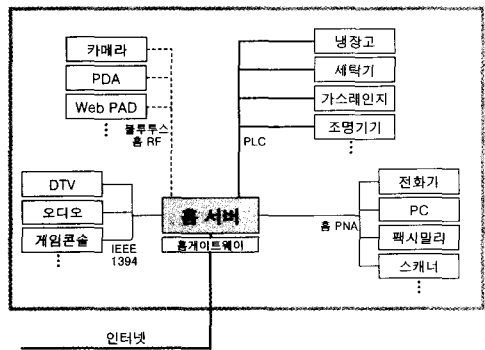 카메라
PDA
Web PAD
블루투스
홈 RF
냉장고
세탁기
가스레인지
조명기기
PLC
DTV
오디오
게임콘솔
IEEE
1394
홈 서버
홈게이트웨이
홈 PNA
전화기
PC
팩시밀리
스캐너
인터넷